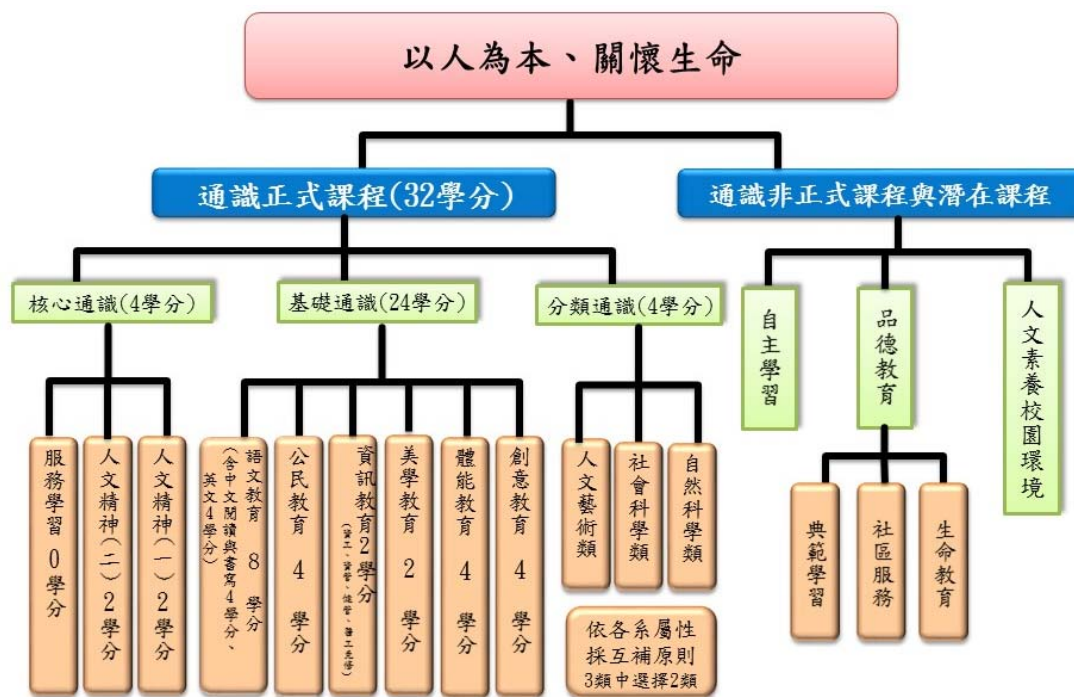 以人為本、關懷生命
通識正式課程(32學分)
通識非正式課程與潛在課程
核心通識(4學分)
基礎通識(24學分)
分類通識(4學分)
自主學習
品德教育
人文素養校園環境
服務學習0學分
人文精神(二)2學分
人文精神(一)2學分
語文教育 8 學分
(含中文閱讀與書寫4學分、
英文4學分)
公民教育 4 學分
資訊教育2學分
美學教育 2 學分
體能教育 4 學分
創意教育 4 學分
人文藝術類
社會科學類
自然科學類
依各系屬性
採互補原則
3類中選擇2類
典範學習
社區服務
生命教育